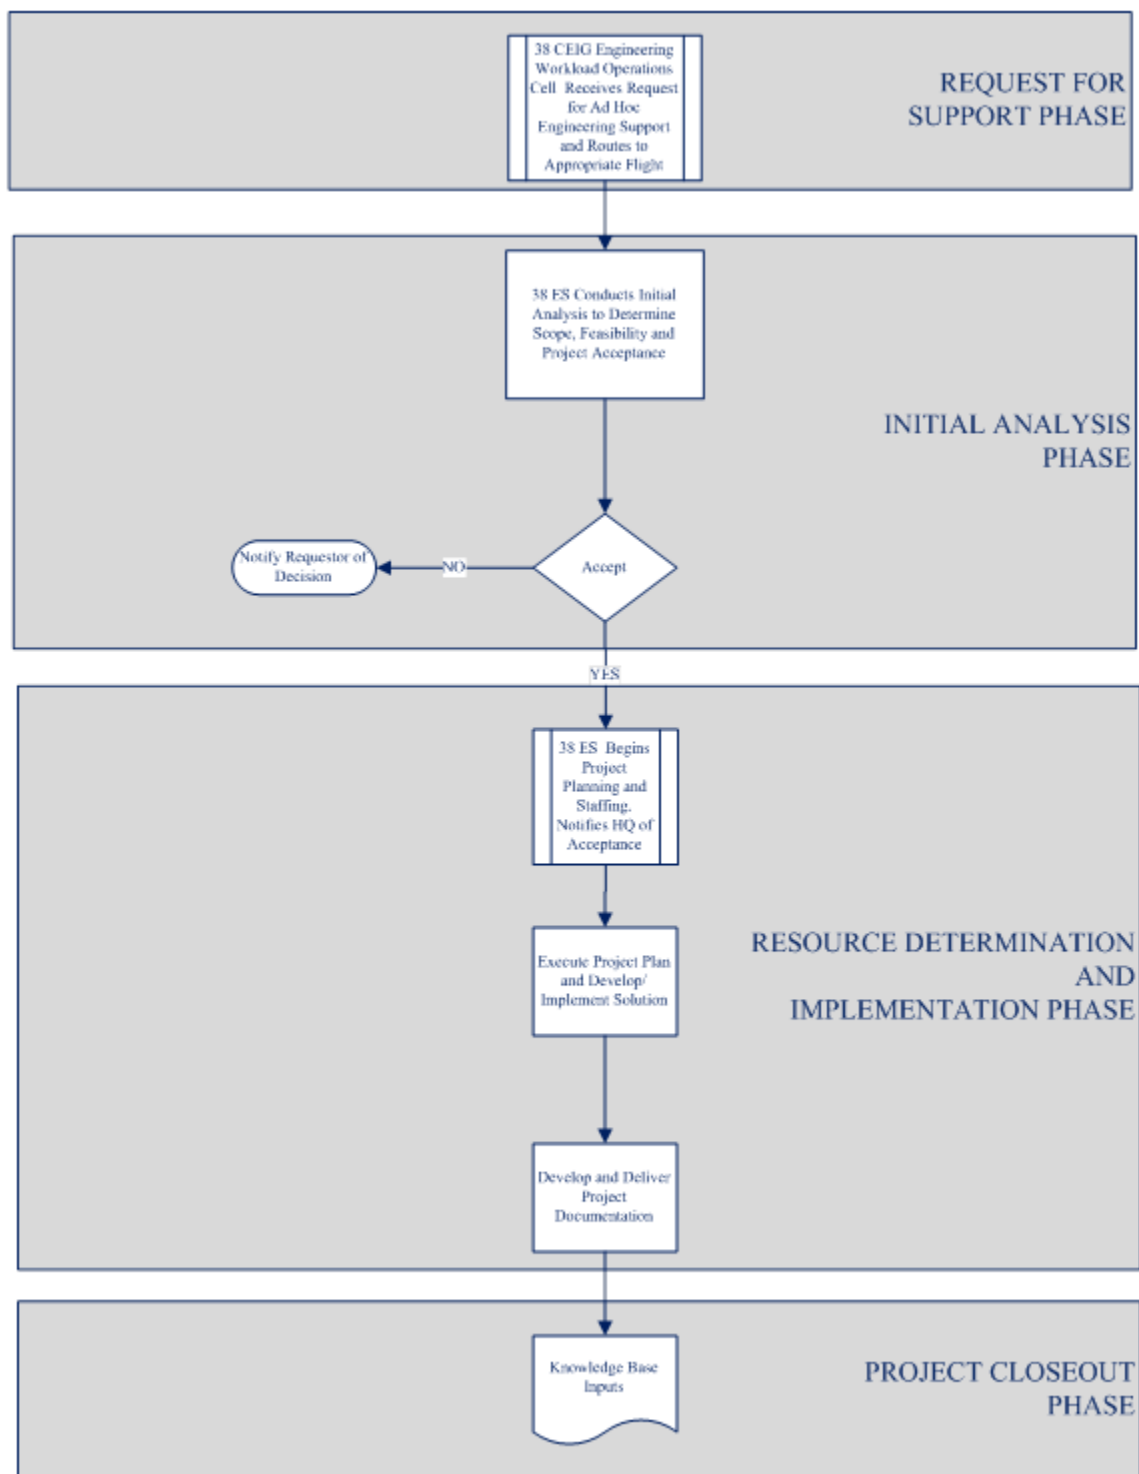 38 CEIG Engineering
Workload Operations
Cell Receives Request
for Ad Hoc
Engineering Support
and Routes to
Appropriate Flight
REQUEST FOR
SUPPORT PHASE
38 ES Conducts Initial
Analysis to Determine
Scope, Feasibility and
Project Acceptance
INITIAL ANALYSIS
PHASE
Accept
NO
Notify Requestor of
Decision
YES
38 ES Begins
Project
Planning and
Staffing.
Notifies HQ of
Acceptance
Execute Project Plan
and Develop/
Implement Solution
RESOURCE DETERMINATION
AND
IMPLEMENTATION PHASE
Develop and Deliver
Project
Documentation
Knowledge Base
Inputs
PROJECT CLOSEOUT
PHASE